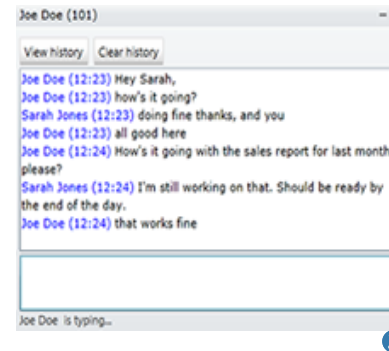 Joe Doe (101)
View history Clear history
Joe Doe (12:23) Hey Sarah,
Joe Doe (12:23) how's it going?
Sarah Jones (12:23) doing fine thanks, and you
Joe Doe (12:23) all good here
Joe Doe (12:24) How's it going with the sales report for last month
please?
Sarah Jones (12:24) I'm still working on that. Should be ready by
the end of the day.
Joe Doe (12:24) that works fine
Joe Doe is typing...